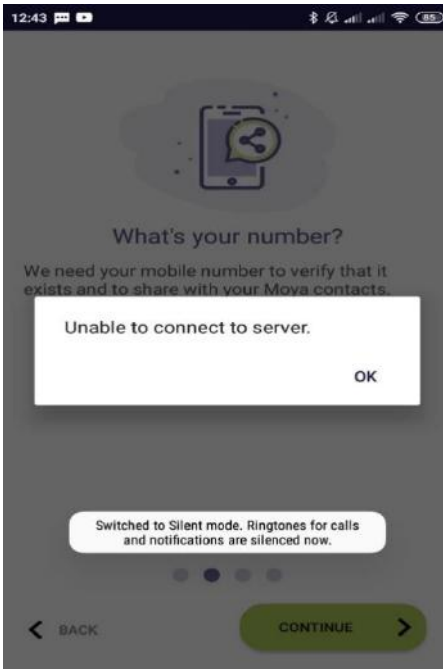 12:43
85
What's your number?
We need your mobile number to verify that it
exists and to share with your Moya contacts.
Unable to connect to server.
OK
Switched to Silent mode. Ringtones for calls
and notifications are silenced now.
BACK
CONTINUE